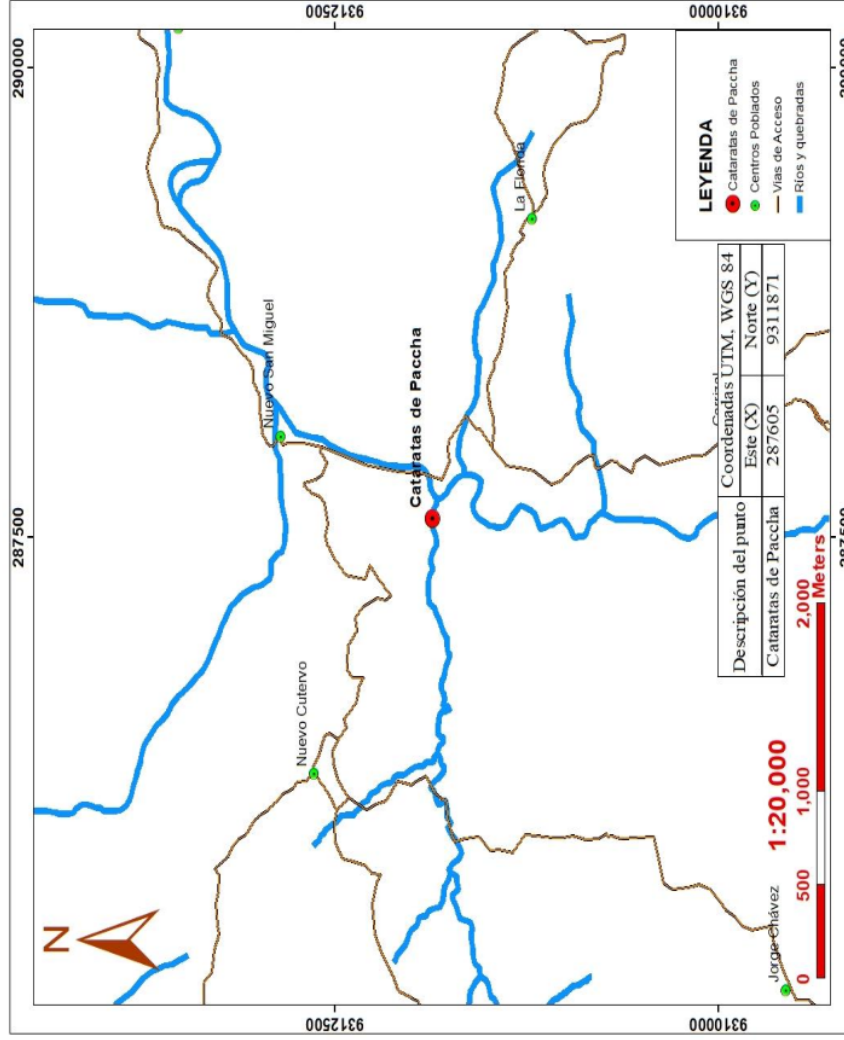 287500 290000
N
Nuevo San Miguel
Nuevo Cutervo
9312500 9312500
Cataratas de Paccha
La Florida
9310000 9310000
LEYENDA
Cataratas de Paccha
Centros Poblados
Vias de Acceso
Ríos y quebradas
Descripción del punto
Coordenadas UTM, WGS 84
Este (X) Norte (Y)
Cataratas de Paccha 287605 9311871
Jorge Chávez
1:20,000
0 500 1,000 2,000
Meters
287500 290000